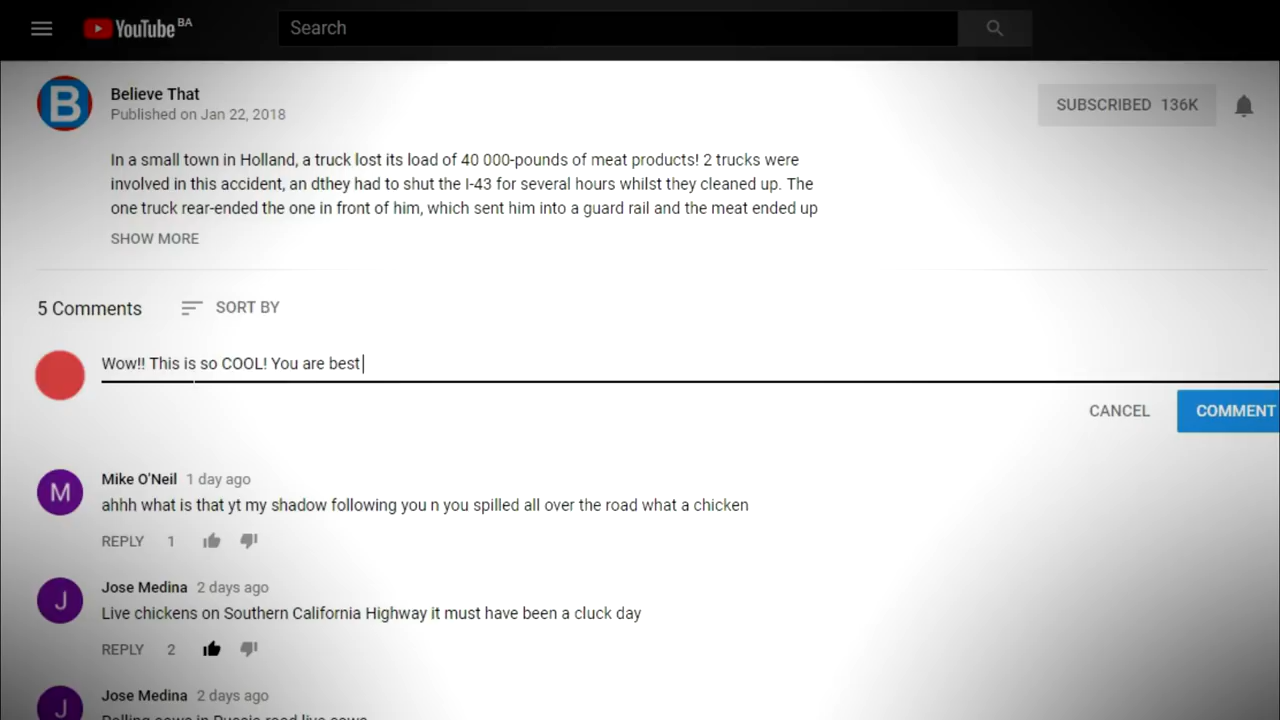 YouTube BA
Search
B
Believe That
Published on Jan 22, 2018
SUBSCRIBED 136K
In a small town in Holland, a truck lost its load of 40 000-pounds of meat products! 2 trucks were
involved in this accident, an dthey had to shut the I-43 for several hours whilst they cleaned up. The
one truck rear-ended the one in front of him, which sent him into a guard rail and the meat ended up
SHOW MORE
5 Comments
SORT BY
Wow!! This is so COOL! You are best
CANCEL
COMMENT
M
Mike O'Neil 1 day ago
ahhh what is that yt my shadow following you n you spilled all over the road what a chicken
REPLY 1
J
Jose Medina 2 days ago
Live chickens on Southern California Highway it must have been a cluck day
REPLY 2
J
Jose Medina 2 days ago